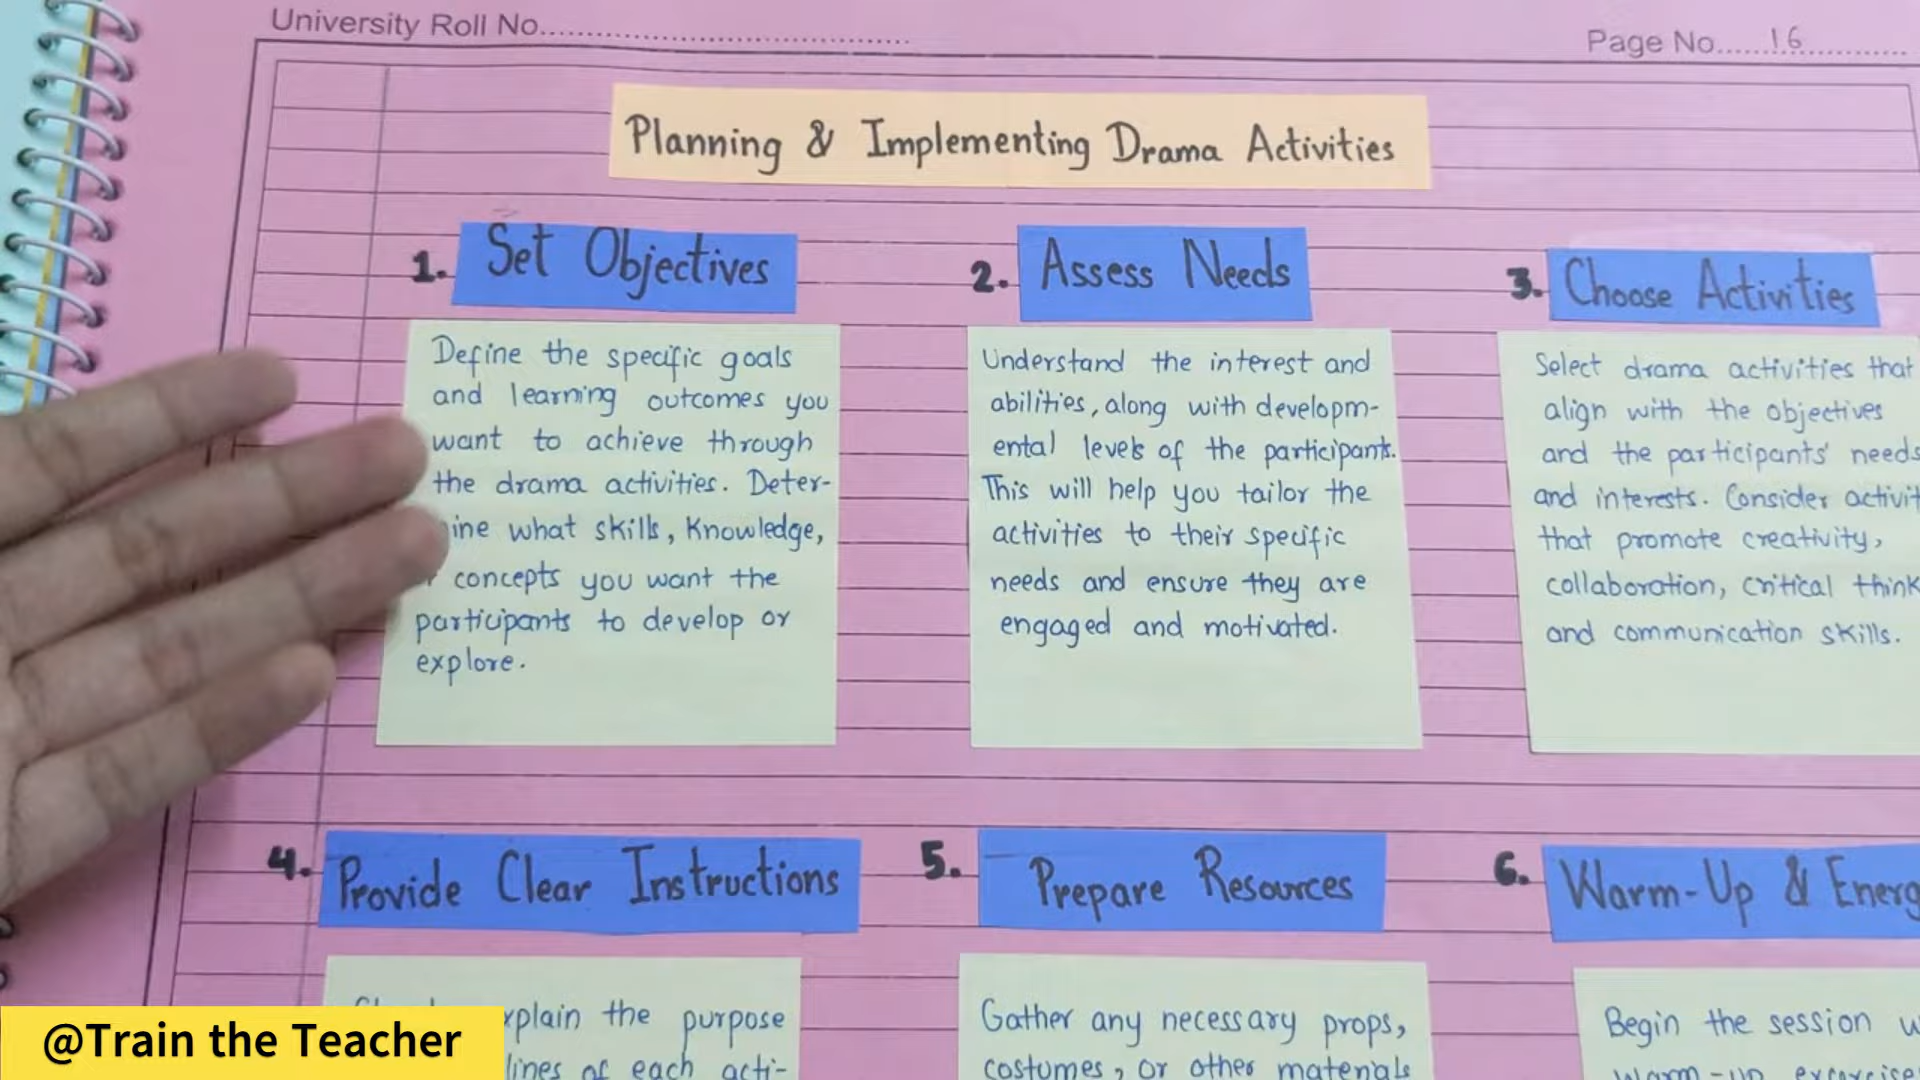 University Roll No.
Page No. 16
Planning & Implementing Drama Activities
1. Set Objectives
Define the specific goals
and learning outcomes you
want to achieve through
the drama activities. Deter-
ine what skills, Knowledge,
concepts you want the
participants to develop or
explore.
2. Assess Needs
Understand the interest and
abilities, along with developm-
ental levels of the participants.
This will help you tailor the
activities to their specific
needs and ensure they are
engaged and motivated.
3. Choose Activities
Select drama activities that
align with the objectives
and the participants' needs
and interests. Consider activit
that promote creativity,
collaboration, critical think
and communication skills.
4. Provide Clear Instructions
xplain the purpose
lines of each acti-
5. Prepare Resources
Gather any necessary props,
costumes, or other materials
6. Warm-Up & Energ
Begin the session w
warm-up exercise
@Train the Teacher